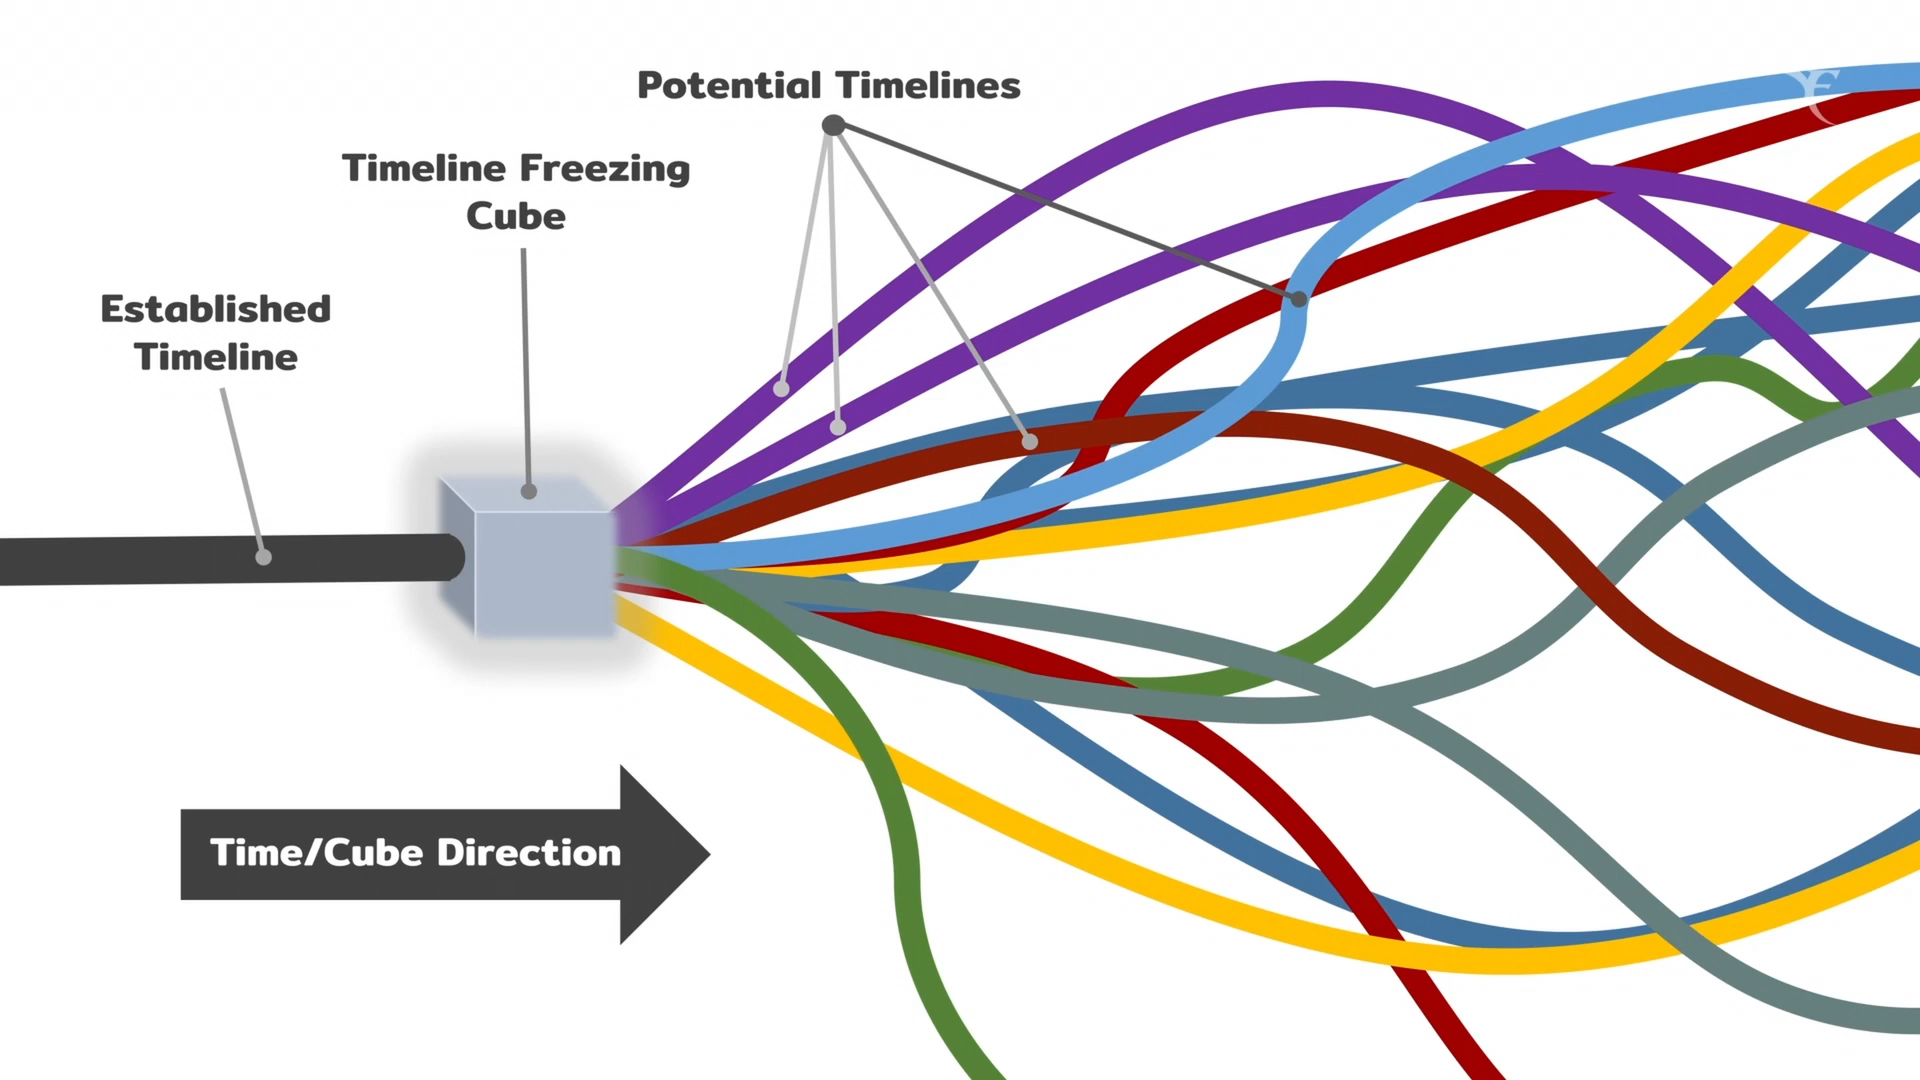 Potential Timelines
Timeline Freezing
Cube
Established
Timeline
Time/Cube Direction